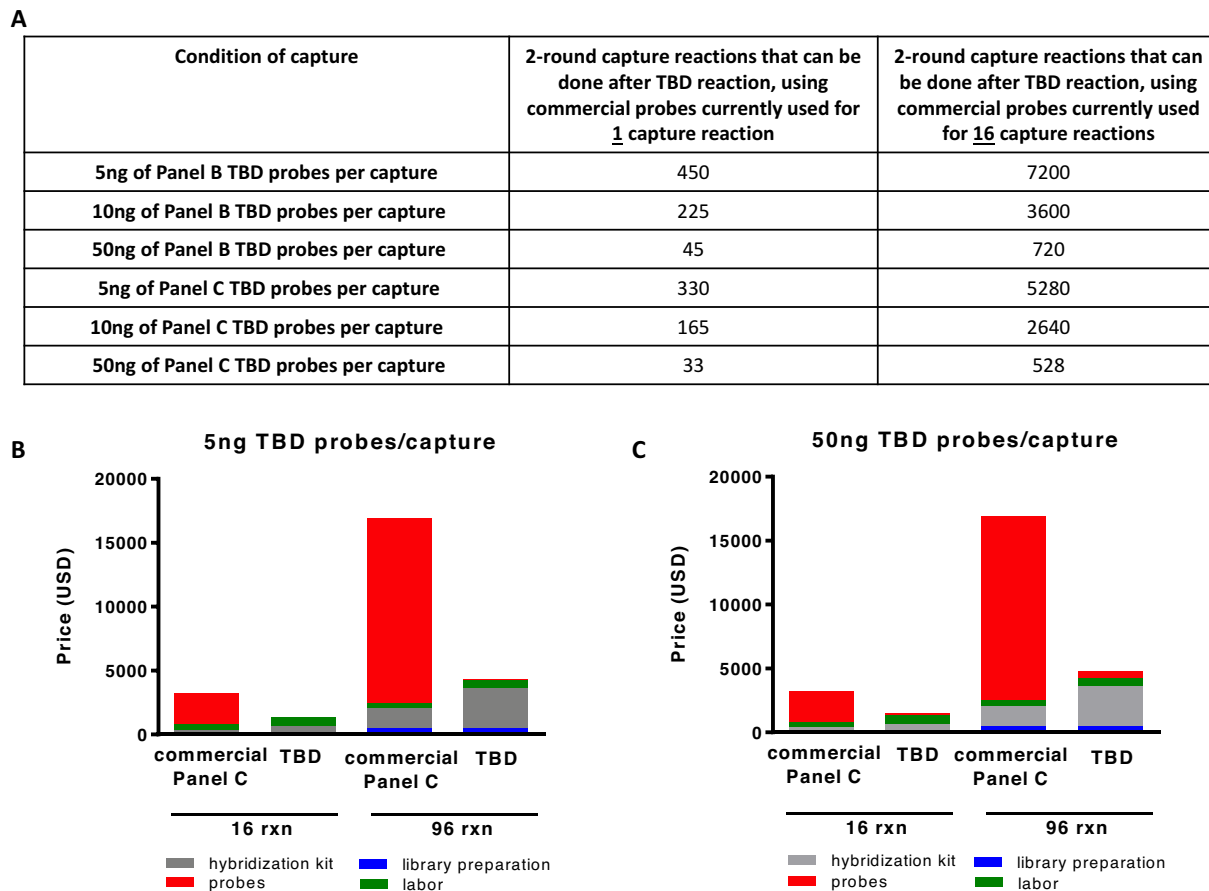 A
Condition of capture
2-round capture reactions that can be
done after TBD reaction, using
commercial probes currently used for
1 capture reaction
2-round capture reactions that can
be done after TBD reaction, using
commercial probes currently used
for 16 capture reactions
5ng of Panel B TBD probes per capture 450 7200
10ng of Panel B TBD probes per capture 225 3600
50ng of Panel B TBD probes per capture 45 720
5ng of Panel C TBD probes per capture 330 5280
10ng of Panel C TBD probes per capture 165 2640
50ng of Panel C TBD probes per capture 33 528
B
5ng TBD probes/capture
Price (USD)
20000
15000
10000
5000
0
commercial
Panel C
TBD
commercial
Panel C
TBD
16 rxn
96 rxn
hybridization kit
library preparation
probes
labor
C
50ng TBD probes/capture
Price (USD)
20000
15000
10000
5000
0
commercial
Panel C
TBD
commercial
Panel C
TBD
16 rxn
96 rxn
hybridization kit
library preparation
probes
labor